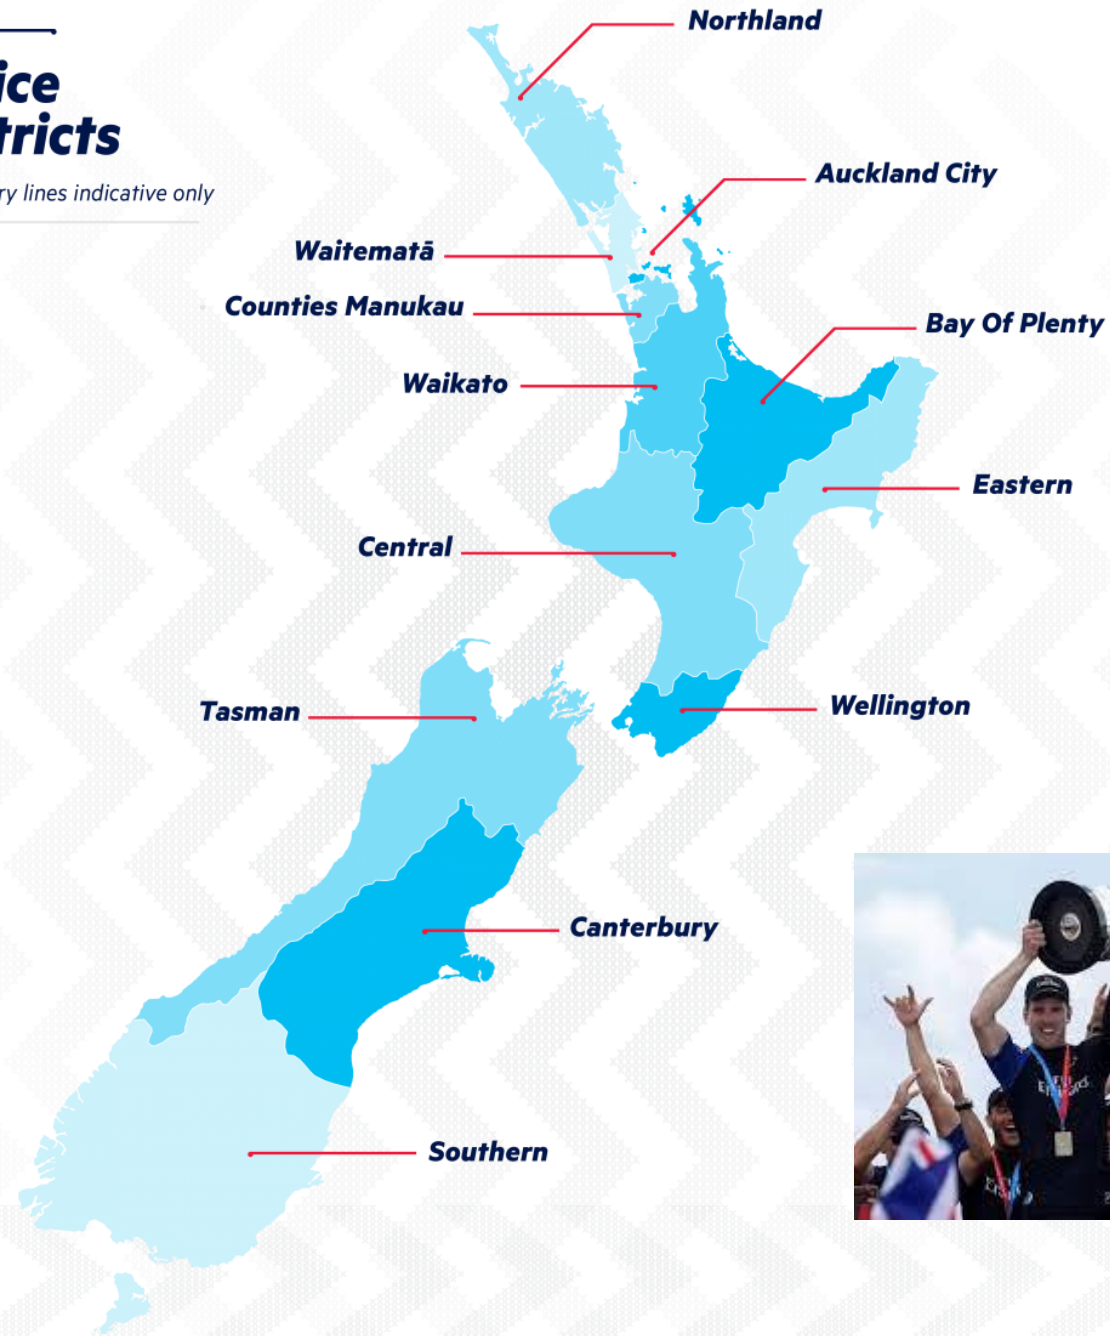 ice
tricts
ry lines indicative only
Northland
Auckland City
Waitematā
Counties Manukau
Bay Of Plenty
Waikato
Eastern
Central
Tasman
Wellington
Canterbury
Southern